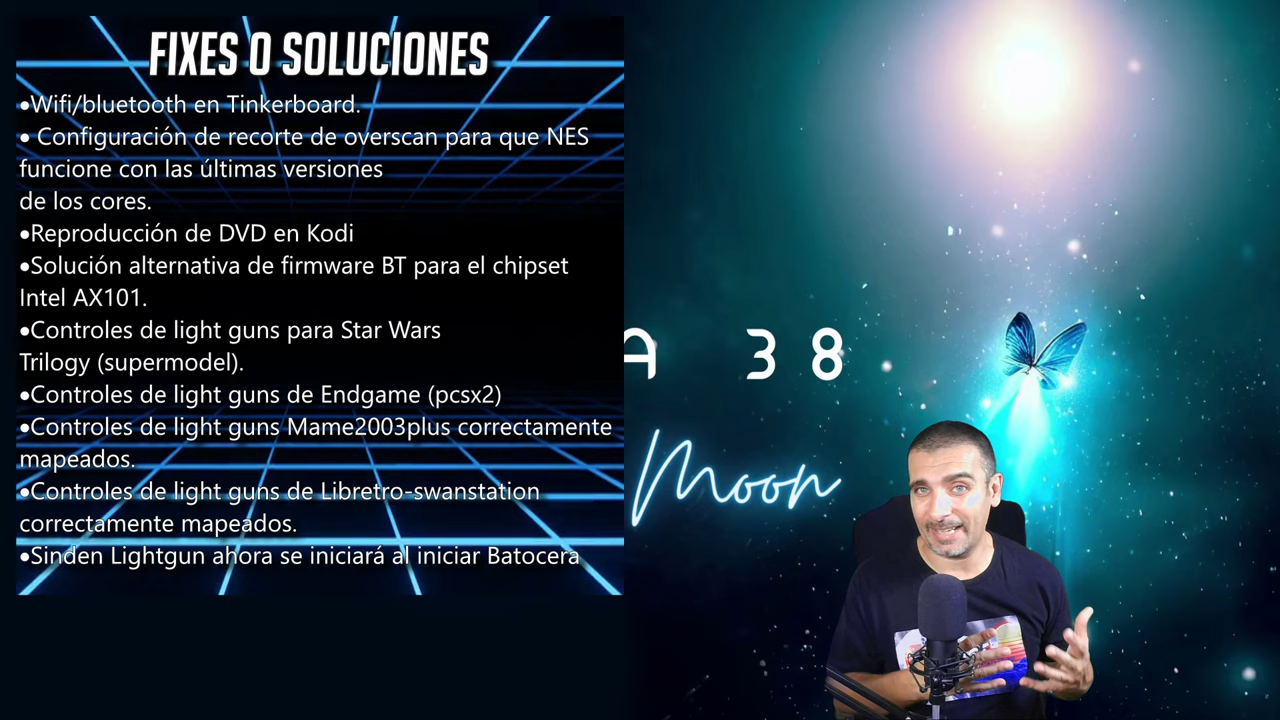 FIXES O SOLUCIONES
•Wifi/bluetooth en Tinkerboard.
• Configuración de recorte de overscan para que NES
funcione con las últimas versiones
de los cores.
•Reproducción de DVD en Kodi
•Solución alternativa de firmware BT para el chipset
Intel AX101.
•Controles de light guns para Star Wars
Trilogy (supermodel).
•Controles de light guns de Endgame (pcsx2)
•Controles de light guns Mame2003plus correctamente
mapeados.
•Controles de light guns de Libretro-swanstation
correctamente mapeados.
•Sinden Lightgun ahora se iniciará al iniciar Batocera
A 38
Moon